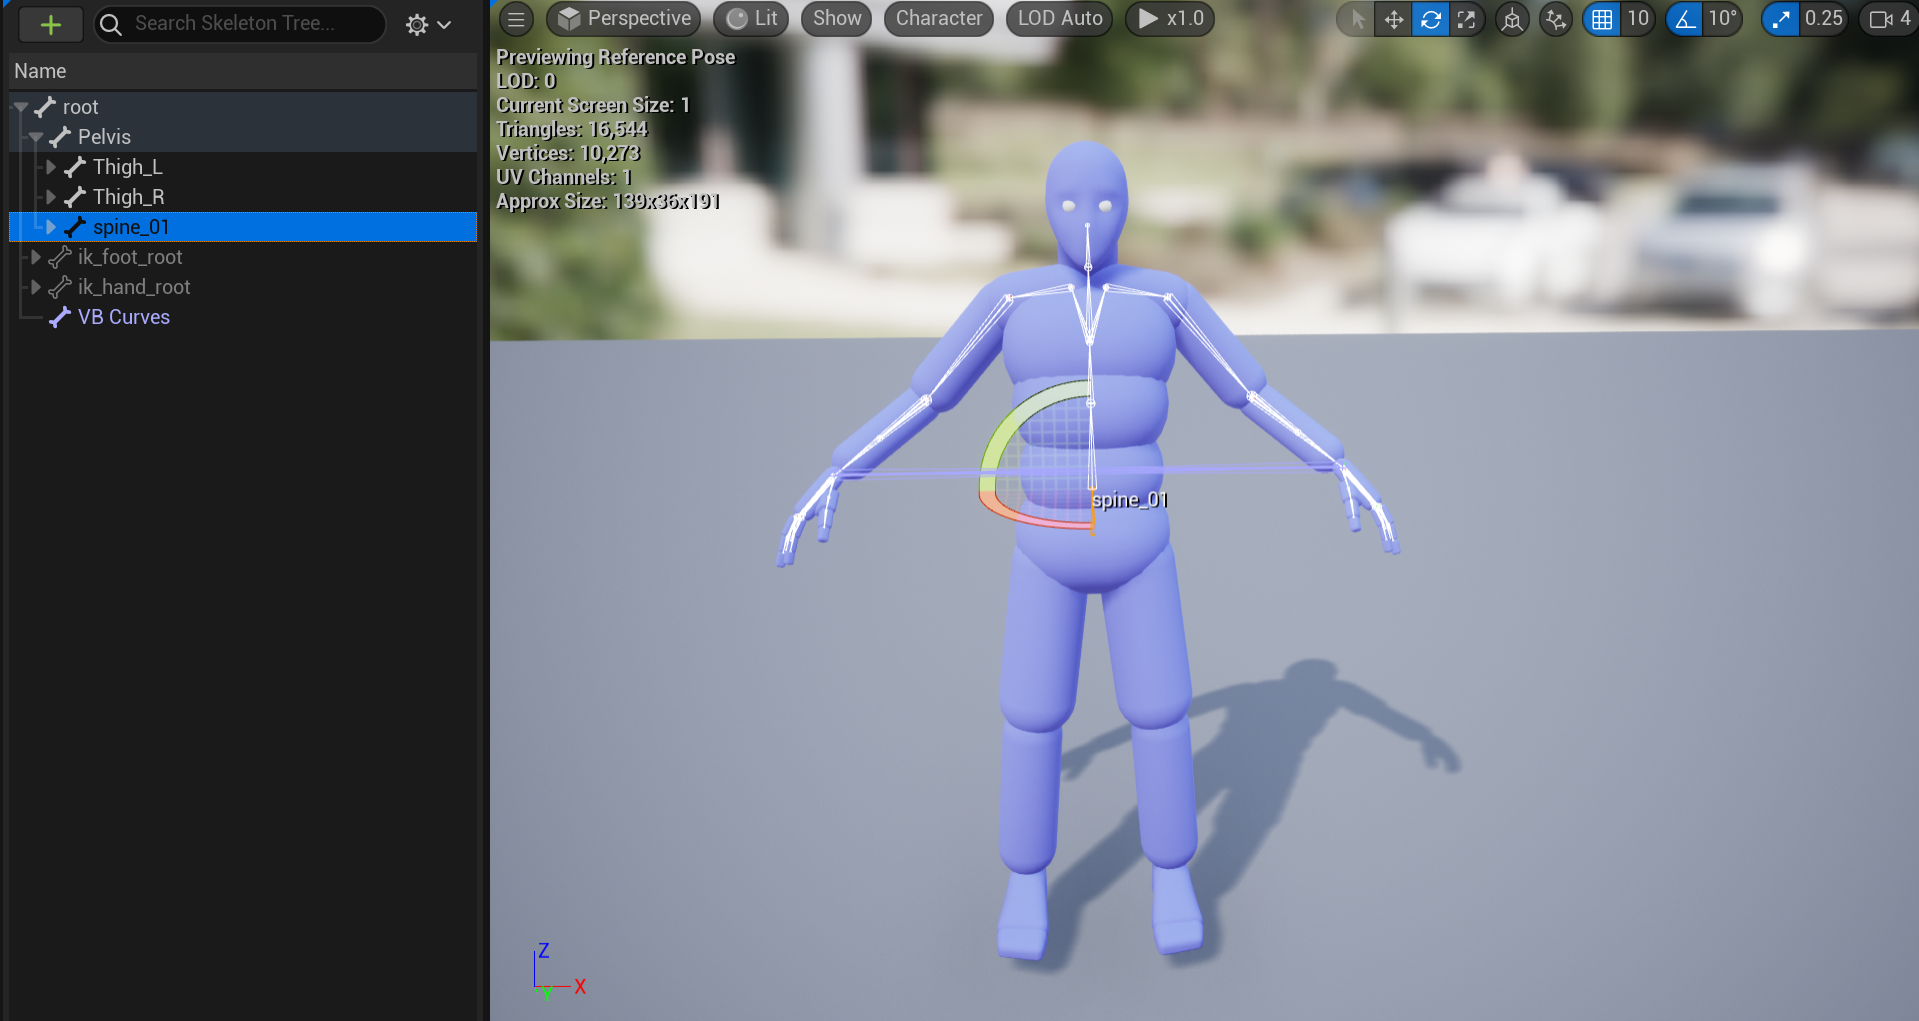 Search Skeleton Tree...
Perspective
Lit
Show
Character
LOD Auto
x1.0
10
10°
0.25
4
Name
root
Pelvis
Thigh_L
Thigh_R
spine_01
ik_foot_root
ik_hand_root
VB Curves
Previewing Reference Pose
LOD: 0
Current Screen Size: 1
Triangles: 16,544
Vertices: 10,273
UV Channels: 1
Approx Size: 139x36x191
spine_01
Z
Y
X